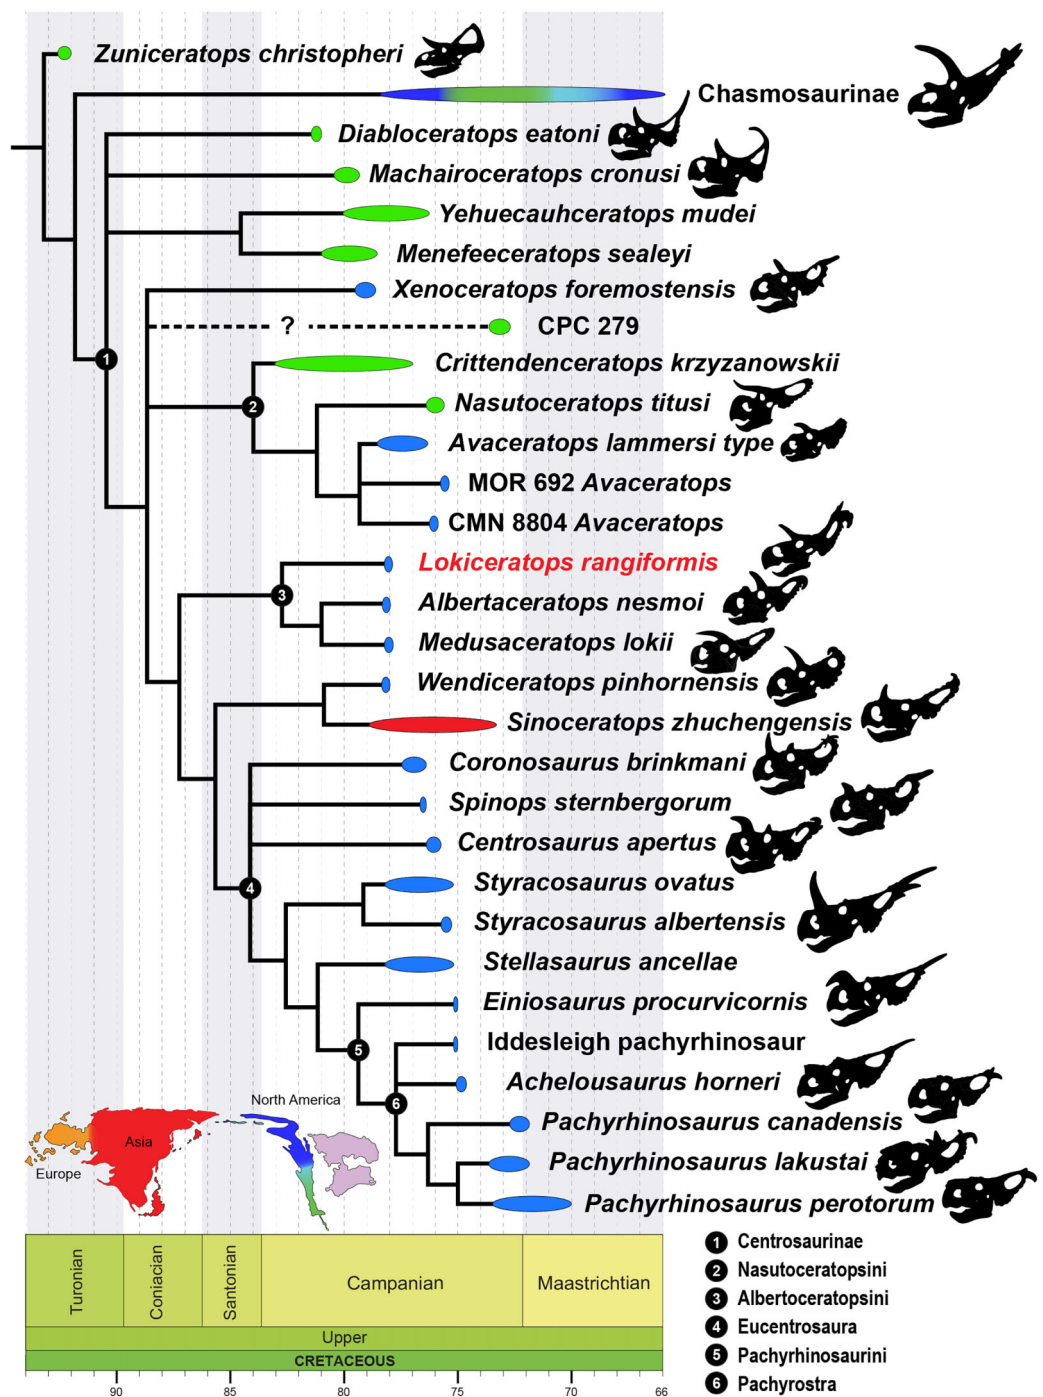 Zuniceratops christopheri
Chasmosaurinae
Diabloceratops eatoni
Machairoceratops cronusi
Yehuecauhceratops mudei
Menefeeceratops sealeyi
1
Xenoceratops foremostensis
? CPC 279
Crittendenceratops krzyzanowskii
2
Nasutoceratops titusi
Avaceratops lammersi type
MOR 692 Avaceratops
CMN 8804 Avaceratops
Lokiceratops rangiformis
3
Albertaceratops nesmoi
Medusaceratops lokii
Wendiceratops pinhornensis
Sinoceratops zhuchengensis
Coronosaurus brinkmani
Spinops sternbergorum
Centrosaurus apertus
4
Styracosaurus ovatus
Styracosaurus albertensis
Stellasaurus ancellae
Einiosaurus procurvicornis
5
Iddesleigh pachyrhinosaur
Achelousaurus horneri
6
Pachyrhinosaurus canadensis
Pachyrhinosaurus lakustai
Pachyrhinosaurus perotorum
North America
Asia
Europe
Turonian
Coniacian
Santonian
Campanian
Maastrichtian
Upper
CRETACEOUS
90 85 80 75 70 66
1 Centrosaurinae
2 Nasutoceratopsini
3 Albertoceratopsini
4 Eucentrosaura
5 Pachyrhinosaurini
6 Pachyrostra